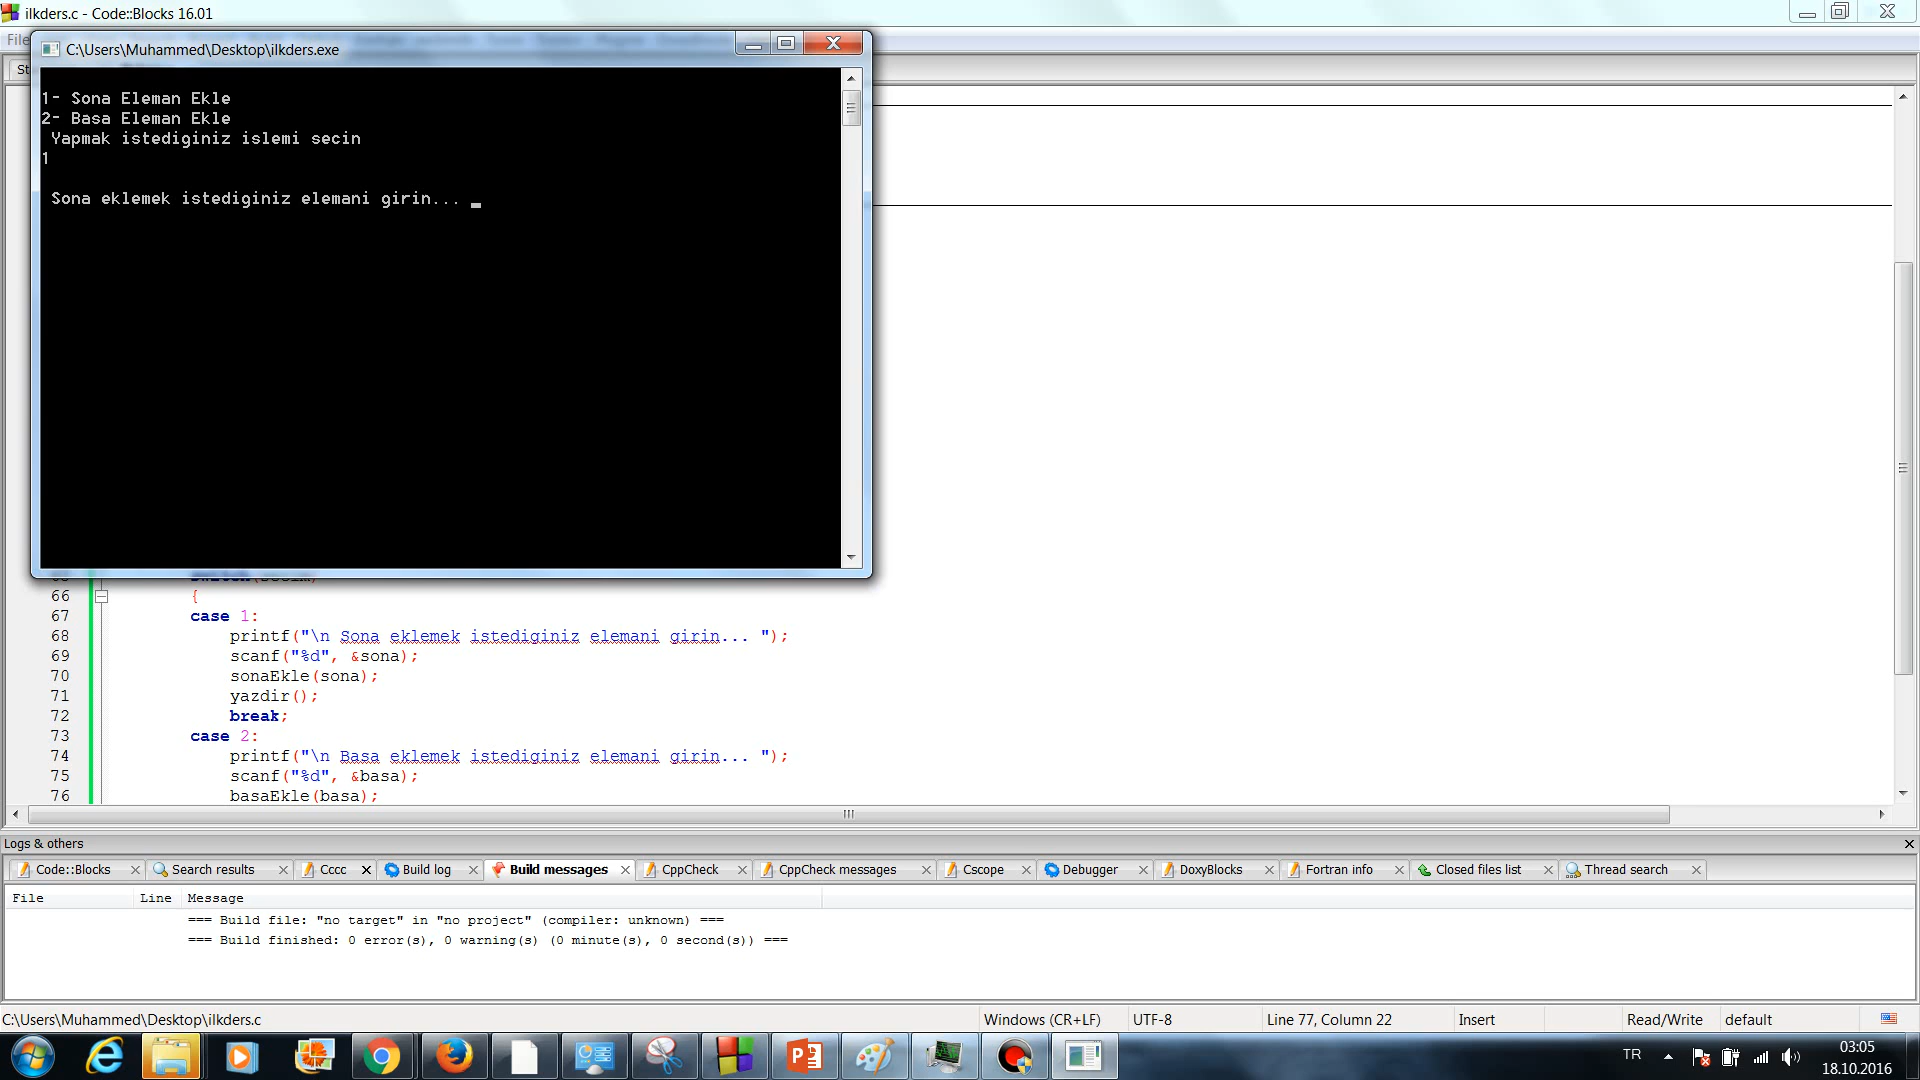 ilkders.c - Code::Blocks 16.01
File
C:\Users\Muhammed\Desktop\ilkders.exe
St
1- Sona Eleman Ekle
2- Basa Eleman Ekle
Yapmak istediginiz islemi secin
1
Sona eklemek istediginiz elemani girin... _
66 {
67 case 1:
68 printf("\n Sona eklemek istediginiz elemani girin... ");
69 scanf("%d", &sona);
70 sonaEkle(sona);
71 yazdir();
72 break;
73 case 2:
74 printf("\n Basa eklemek istediginiz elemani girin... ");
75 scanf("%d", &basa);
76 basaEkle(basa);
Logs & others
Code::Blocks Search results Cccc Build log Build messages CppCheck CppCheck messages Cscope Debugger DoxyBlocks Fortran info Closed files list Thread search
File Line Message
=== Build file: "no target" in "no project" (compiler: unknown) ===
=== Build finished: 0 error(s), 0 warning(s) (0 minute(s), 0 second(s)) ===
C:\Users\Muhammed\Desktop\ilkders.c Windows (CR+LF) UTF-8 Line 77, Column 22 Insert Read/Write default
TR 03:05
18.10.2016